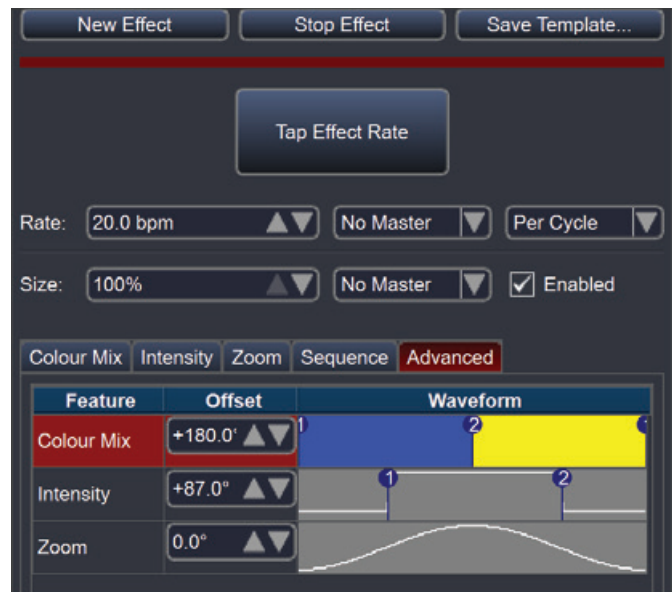 New Effect Stop Effect Save Template...
Tap Effect Rate
Rate: 20.0 bpm No Master Per Cycle
Size: 100% No Master Enabled
Colour Mix Intensity Zoom Sequence Advanced
Feature Offset Waveform
Colour Mix +180.0° 1 2
Intensity +87.0° 1 2
Zoom 0.0°